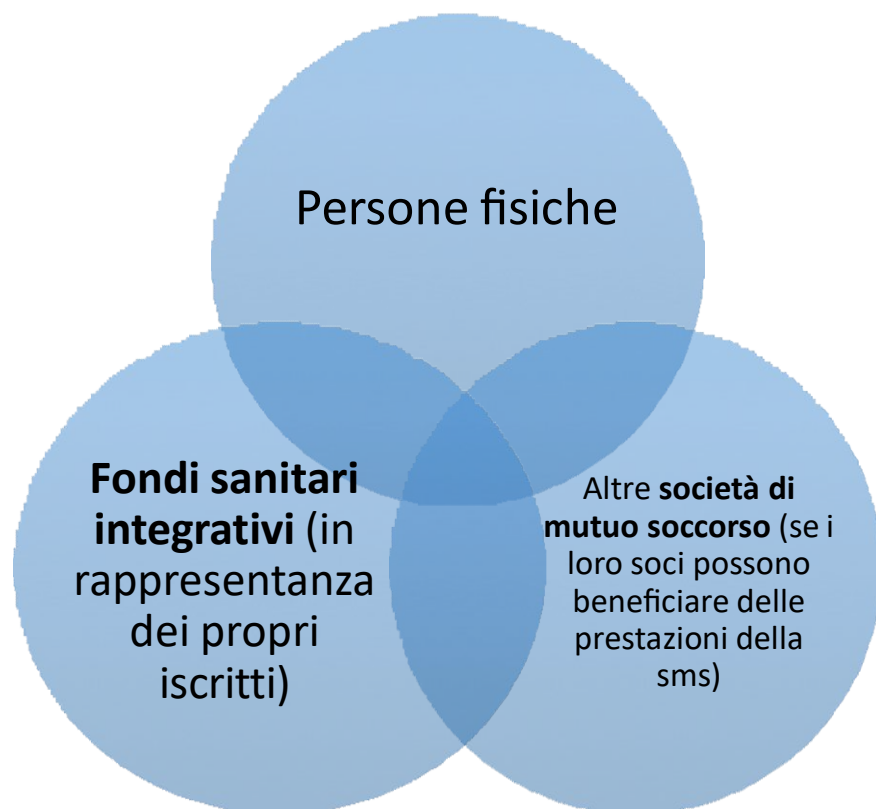 Persone fisiche
Fondi sanitari
integrativi (in
rappresentanza
dei propri
iscritti)
Altre società di
mutuo soccorso (se i
loro soci possono
beneficiare delle
prestazioni della
sms)